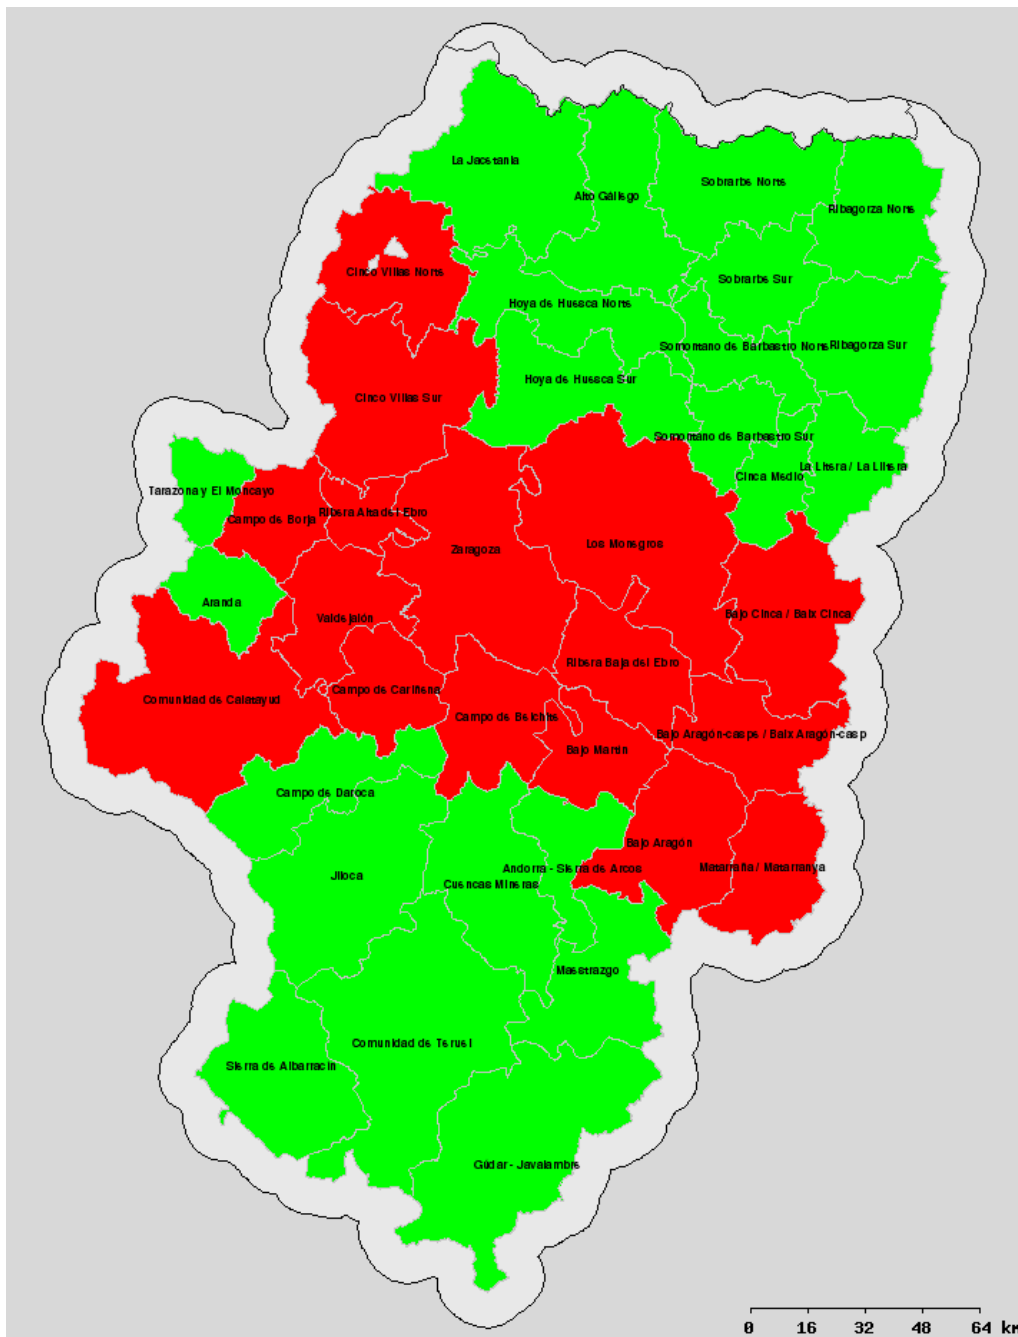 La Jacetania
Alto Gállego
Sobrarbe Norte
Ribagorza Norte
Cinco Villas Norte
Sobrarbe Sur
Hoya de Huesca Norte
Somontano de Barbastro Norte
Ribagorza Sur
Hoya de Huesca Sur
Cinco Villas Sur
Somontano de Barbastro Sur
La Litera / La Llitera
Cinca Medio
Tarazona y El Moncayo
Campo de Borja
Ribera Alta del Ebro
Zaragoza
Los Monegros
Aranda
Valdejalón
Bajo Cinca / Baix Cinca
Ribera Baja del Ebro
Comunidad de Calatayud
Campo de Cariñena
Campo de Belchite
Bajo Aragón-caspe / Baix Aragón-casp
Bajo Martín
Campo de Daroca
Bajo Aragón
Andorra - Sierra de Arcos
Matarraña / Matarranya
Jiloca
Cuencas Mineras
Maestrazgo
Comunidad de Teruel
Sierra de Albarracín
Gúdar - Javalambre
0 16 32 48 64 km